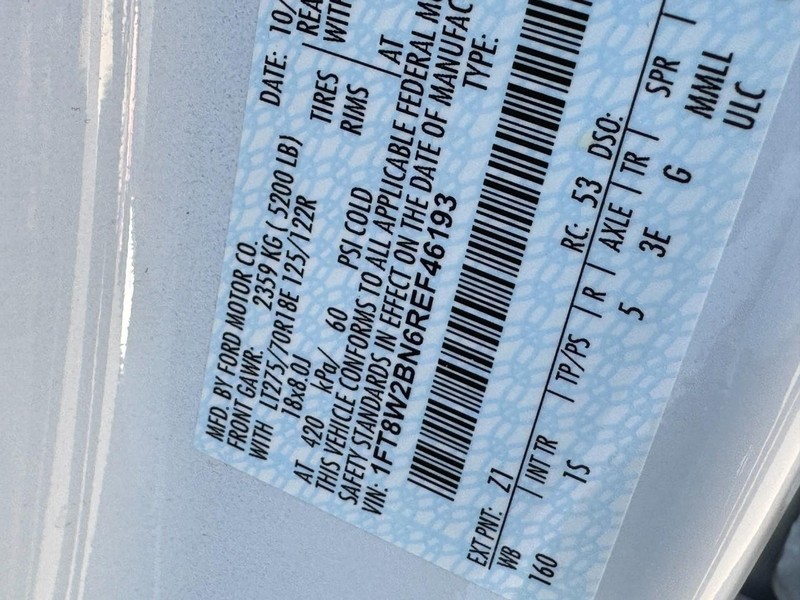 MFD. BY FORD MOTOR CO.
DATE: 10/
FRONT GAWR: 2359 KG ( 5200 LB)
WITH LT275/70R18E 125/122R TIRES
18x8.0J RIMS
AT 420 kPa/ 60 PSI COLD AT
THIS VEHICLE CONFORMS TO ALL APPLICABLE FEDERAL
SAFETY STANDARDS IN EFFECT ON THE DATE OF MANUFAC
VIN: 1FT8W2BN6REF46193 TYPE:
EXT PNT: Z1 RC: 53 DSO:
WB | INT TR | TP/PS | R | AXLE | TR | SPR |
160 1S 5 3E G MMLL
ULC